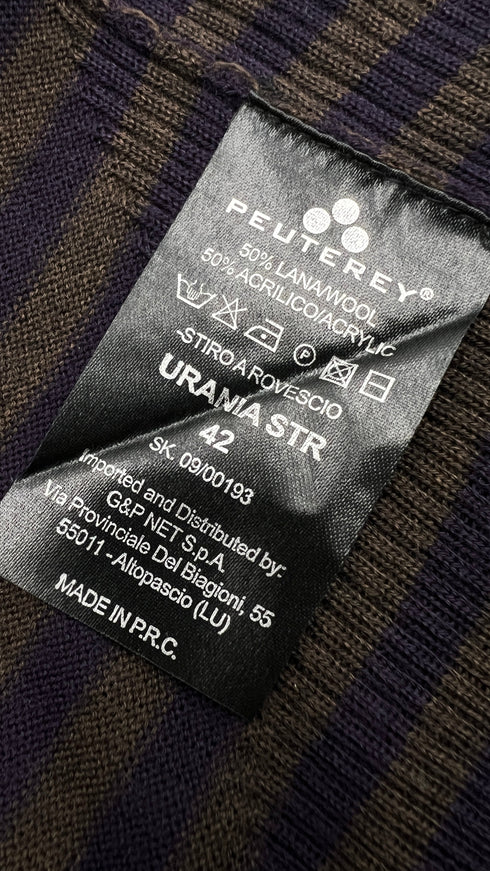 PEUTEREY®
50% LANA/WOOL
50% ACRILICO/ACRYLIC
P
-STIRO A ROVESCIO
URANIA STR
42
SK. 09/00193
Imported and Distributed by:
G&P NET S.p.A.
Via Provinciale Del Biagioni, 55
55011 - Altopascio (LU)
MADE IN P.R.C.